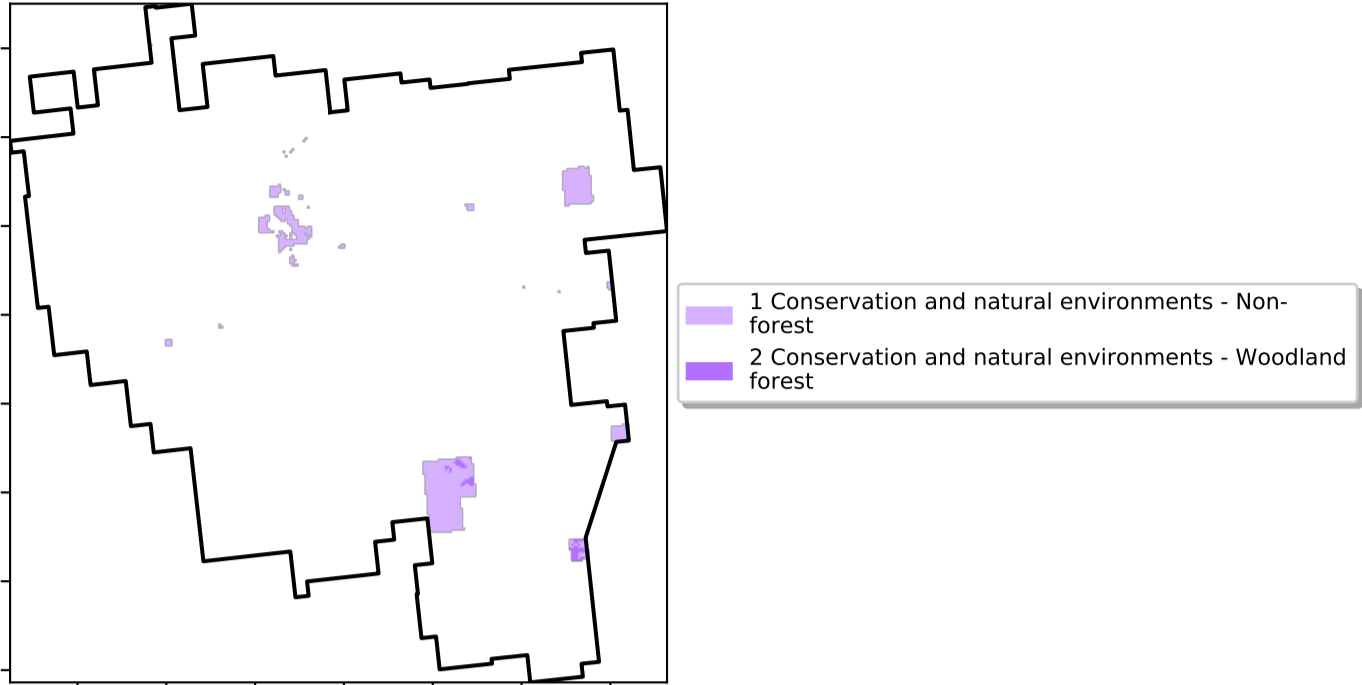 1 Conservation and natural environments - Non-
forest
2 Conservation and natural environments - Woodland
forest